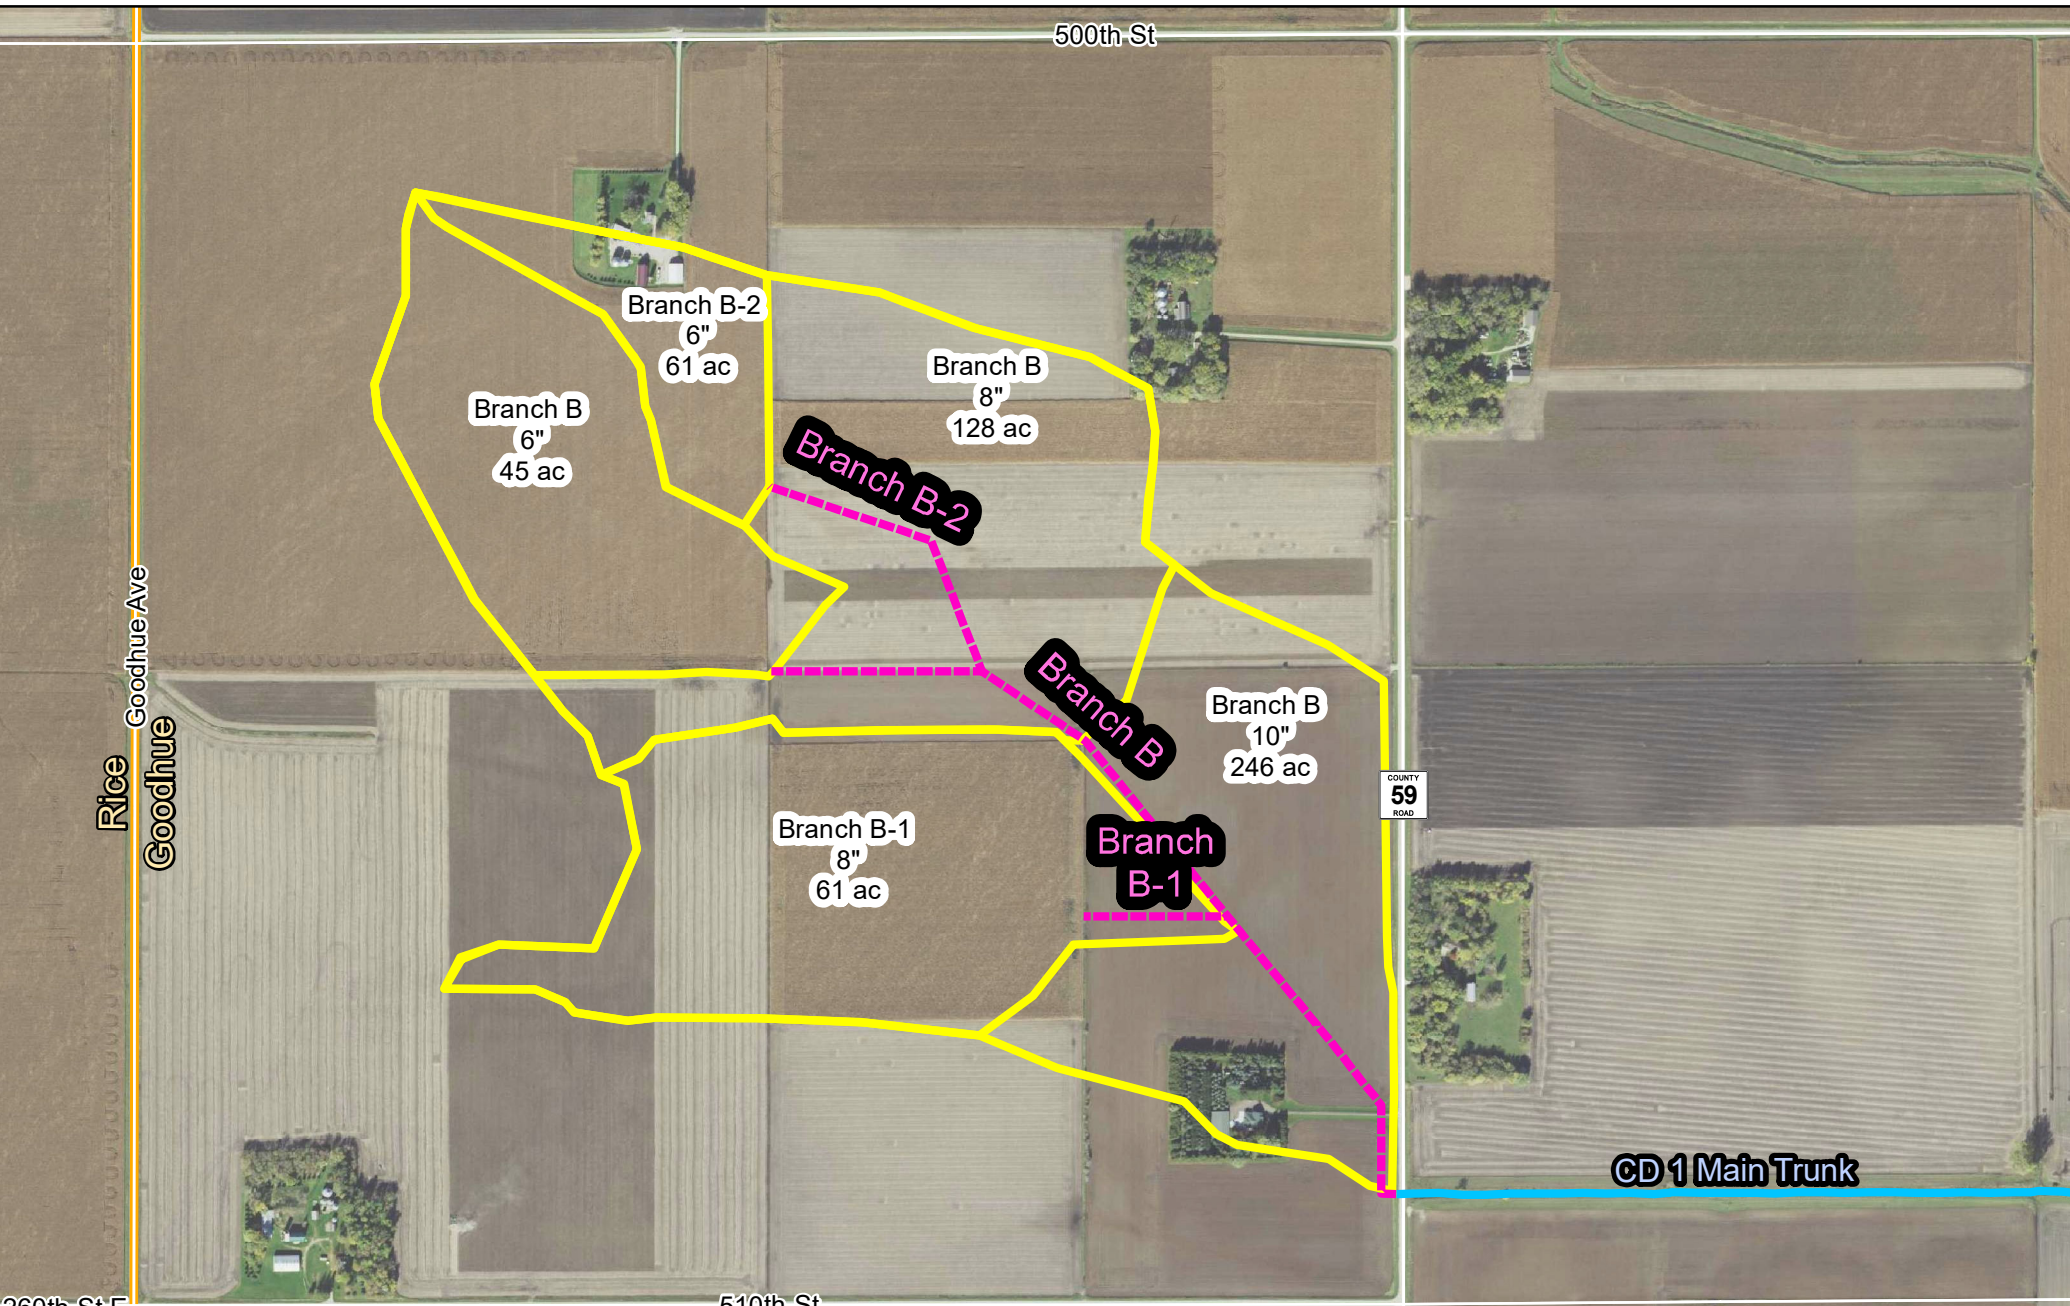 500th St
Branch B-2
6"
61 ac
Branch B
8"
128 ac
Branch B
6"
45 ac
Branch B-2
Goodhue Ave
Rice
Goodhue
Branch B
Branch B
10"
246 ac
COUNTY
59
ROAD
Branch B-1
8"
61 ac
Branch
B-1
CD 1 Main Trunk
260th St E
510th St